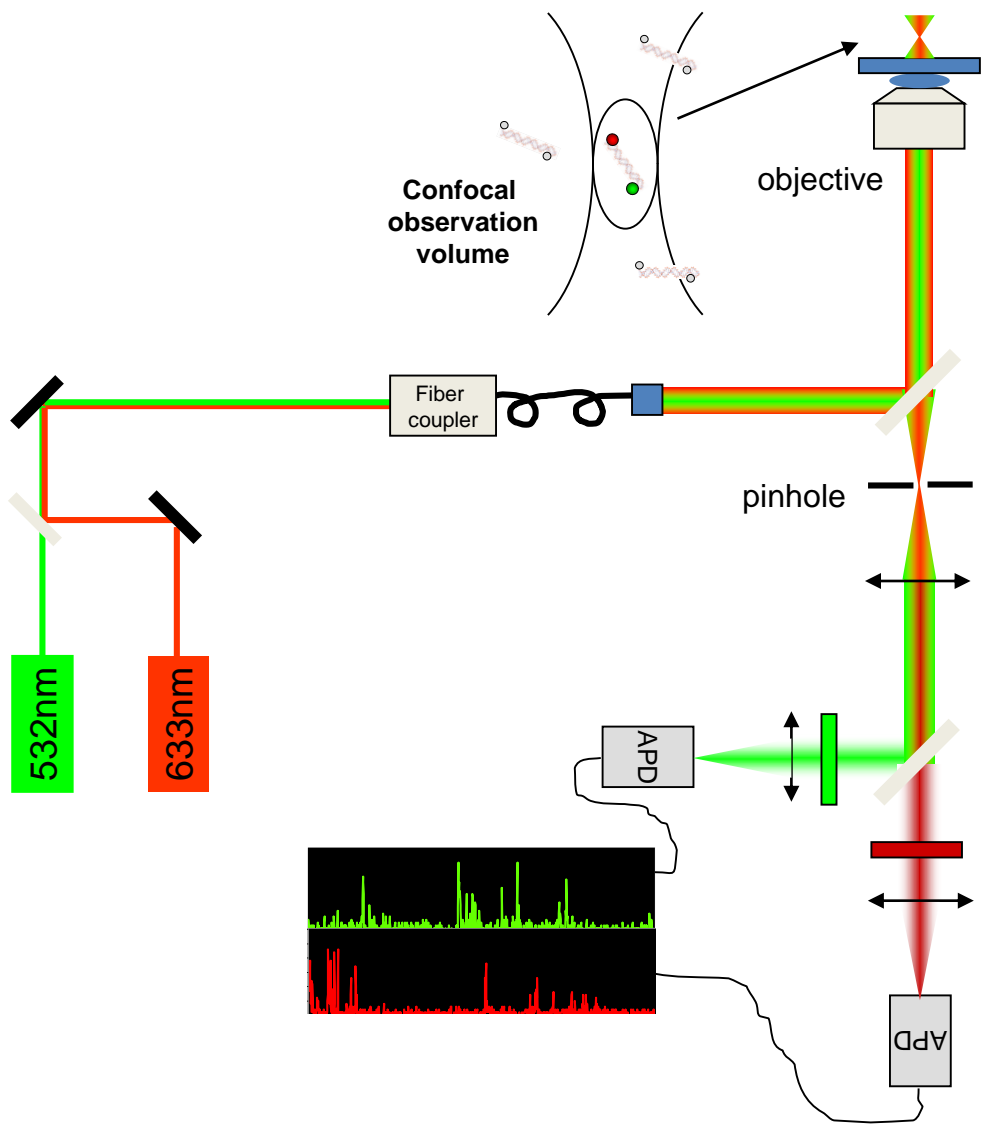 Confocal
observation
volume
objective
Fiber
coupler
pinhole
532nm
633nm
APD
APD